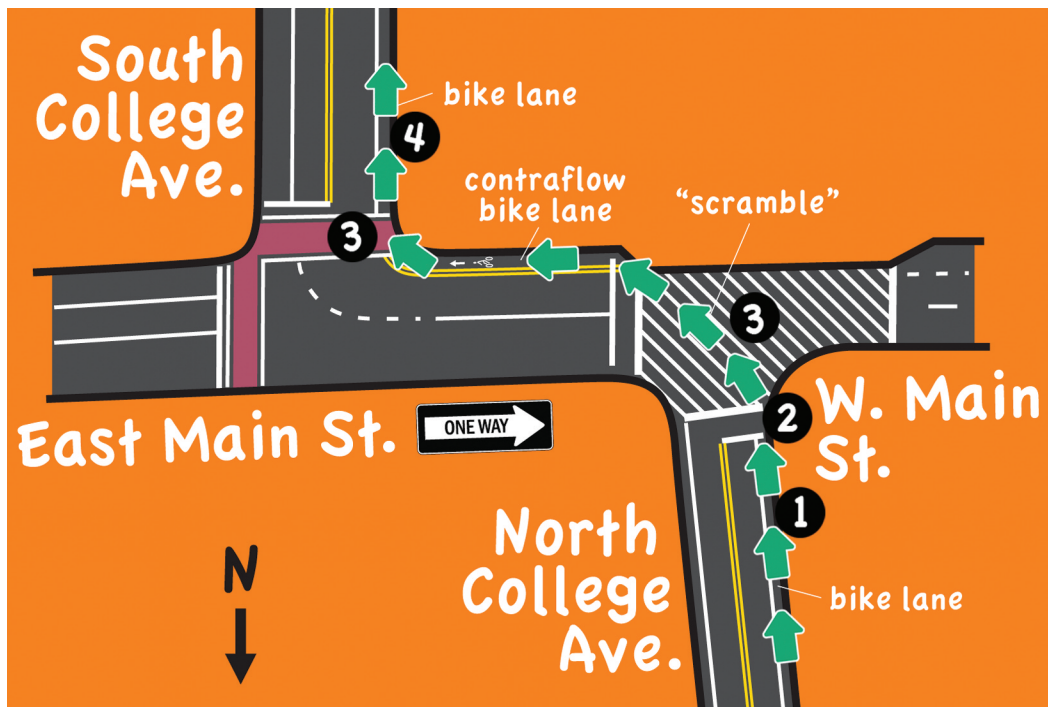 South
College
Ave.
bike lane
4
contraflow
bike lane
"scramble"
3
3
East Main St.
ONE WAY
2
W. Main
St.
1
North
College
Ave.
bike lane
N